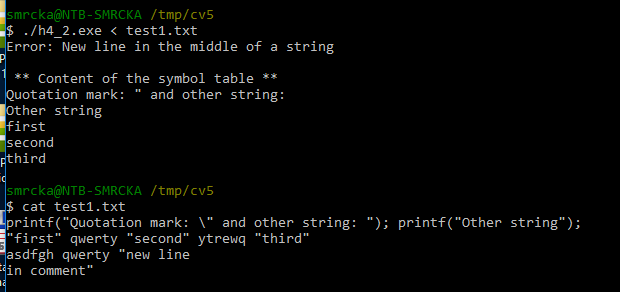 smrcka@NTB-SMRCKA /tmp/cv5
$ ./h4_2.exe < test1.txt
Error: New line in the middle of a string
** Content of the symbol table **
Quotation mark: " and other string:
Other string
first
second
third
smrcka@NTB-SMRCKA /tmp/cv5
$ cat test1.txt
printf("Quotation mark: \" and other string: "); printf("Other string");
"first" qwerty "second" ytrewq "third"
asdfgh qwerty "new line
in comment"